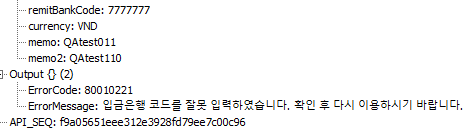 remitBankCode: 7777777
currency: VND
memo: QAtest011
memo2: QAtest110
Output {} (2)
ErrorCode: 80010221
ErrorMessage: 입금은행 코드를 잘못 입력하였습니다. 확인 후 다시 이용하시기 바랍니다.
API_SEQ: f9a05651eee312e3928fd79ee7c00c96